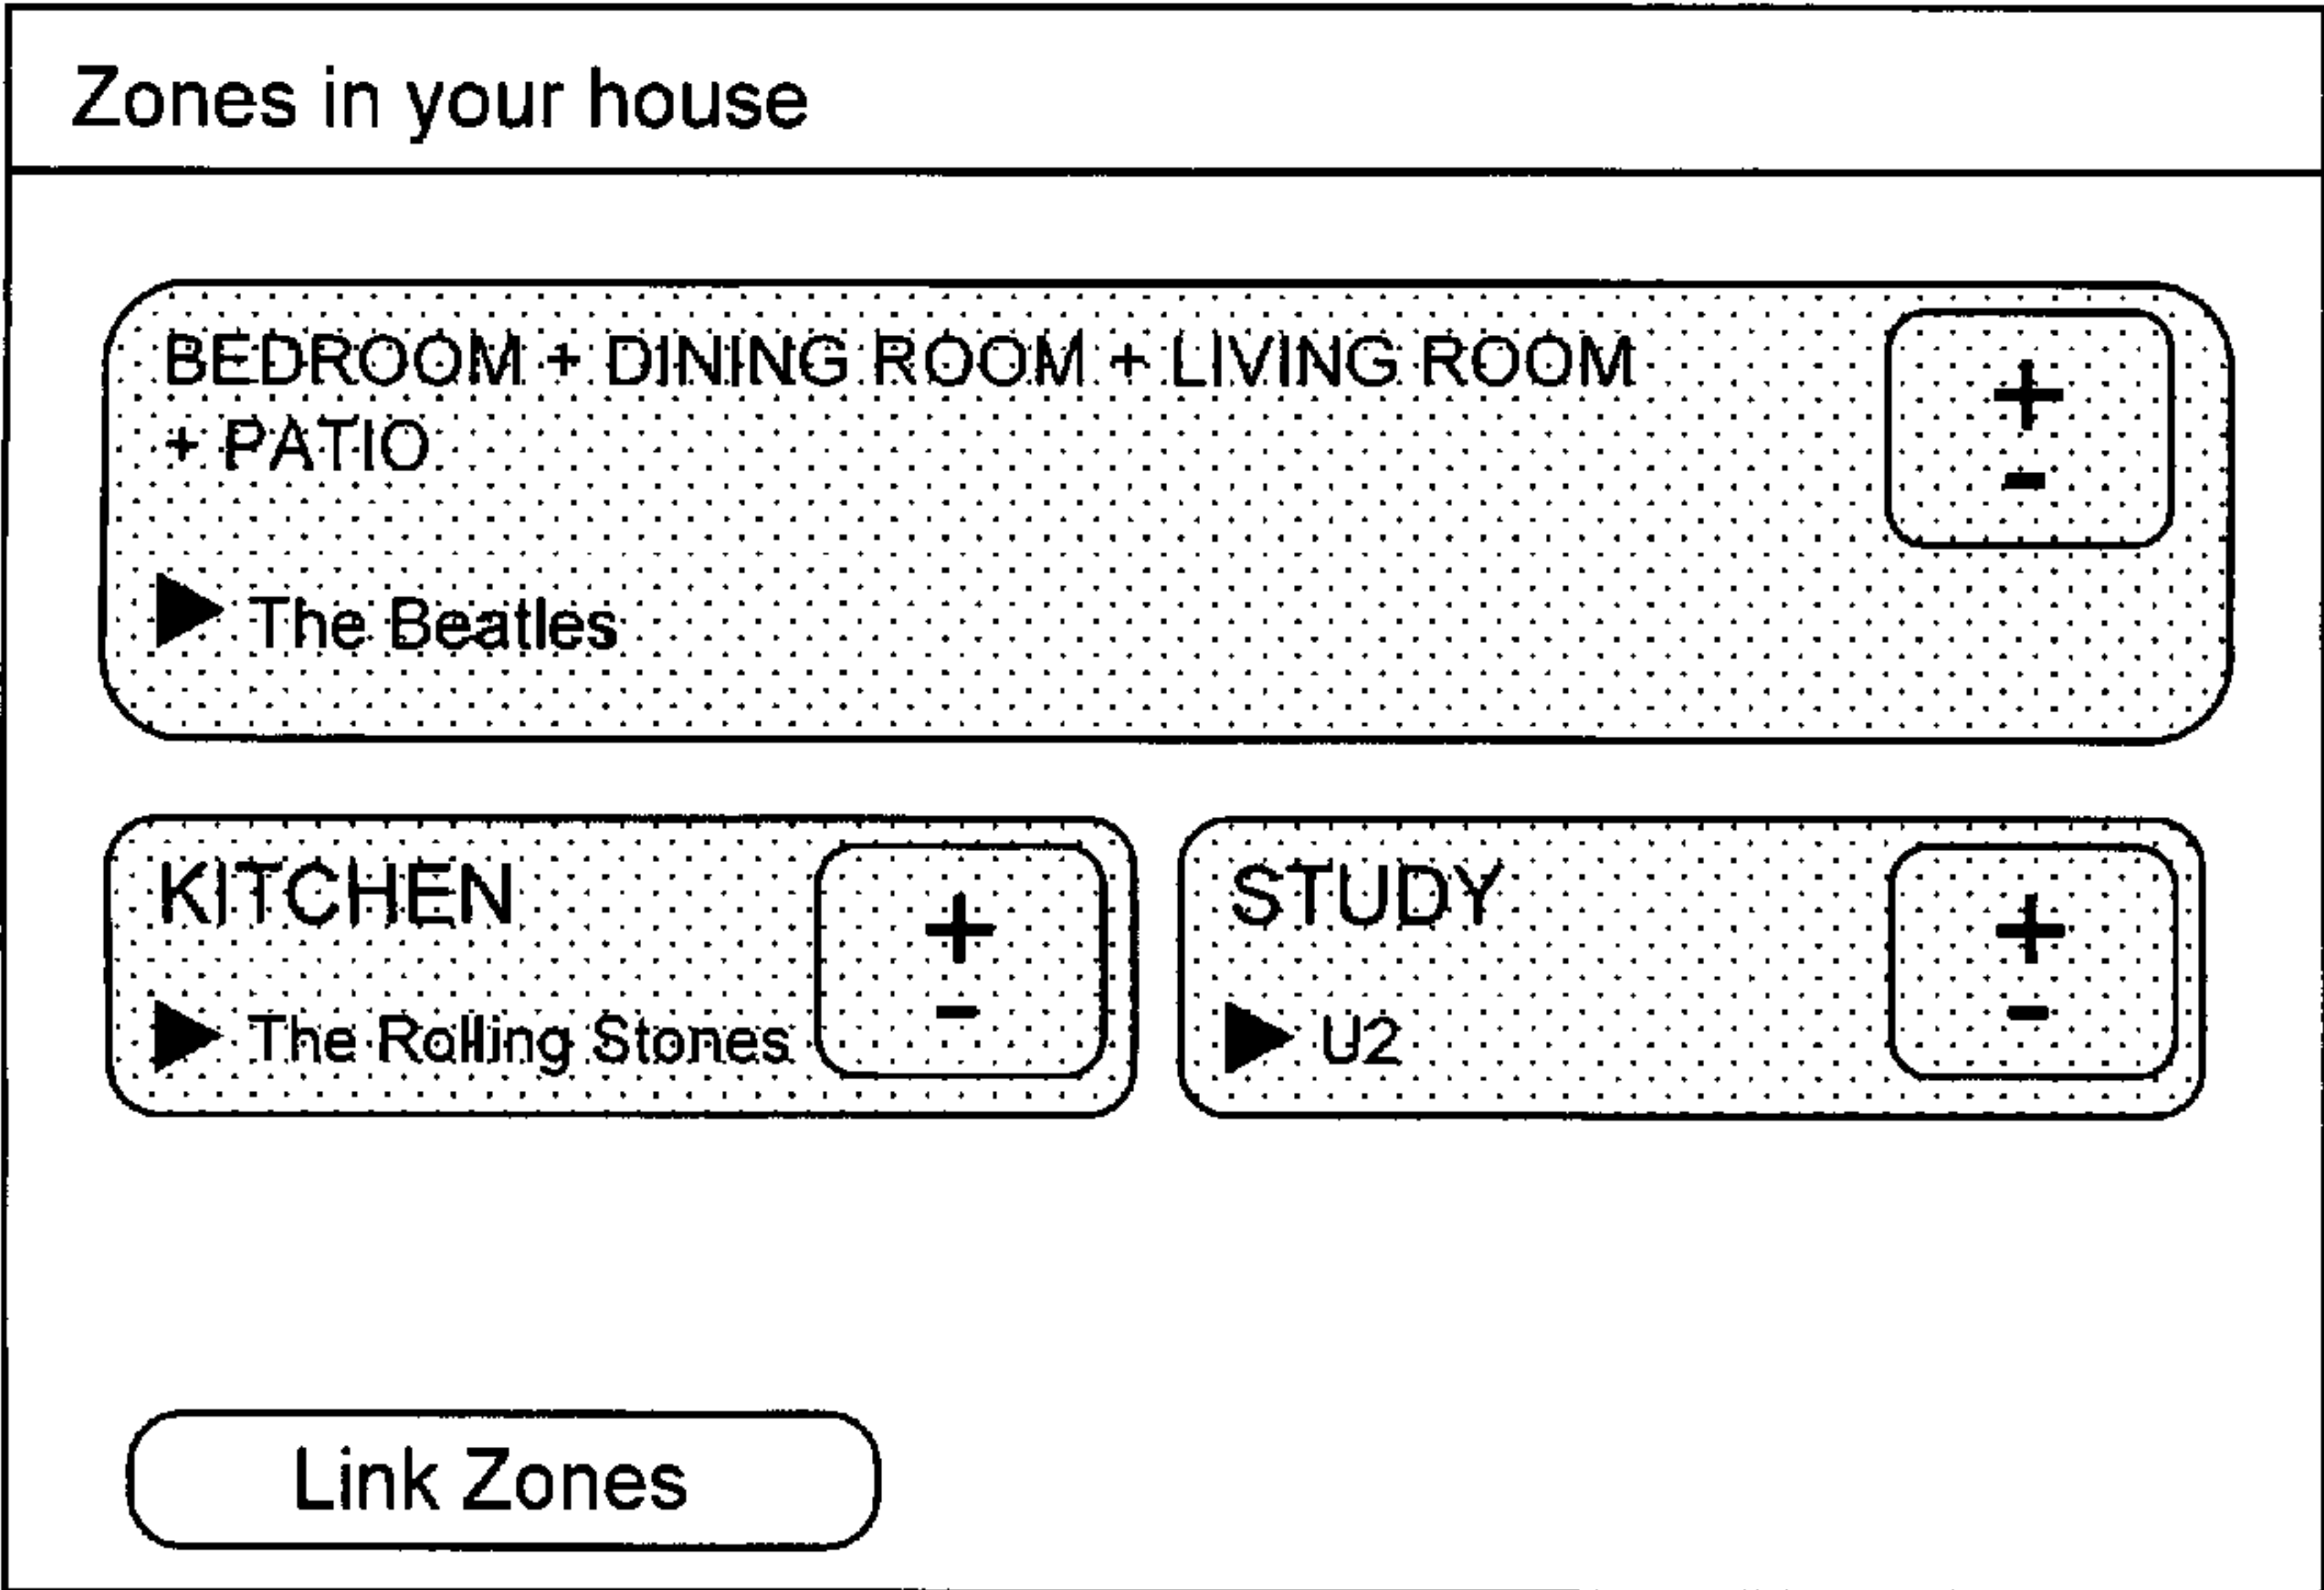 Zones in your house
BEDROOM + DINING ROOM + LIVING ROOM
+ PATIO
+
-
The Beatles
KITCHEN
+
-
The Rolling Stones
STUDY
+
-
U2
Link Zones